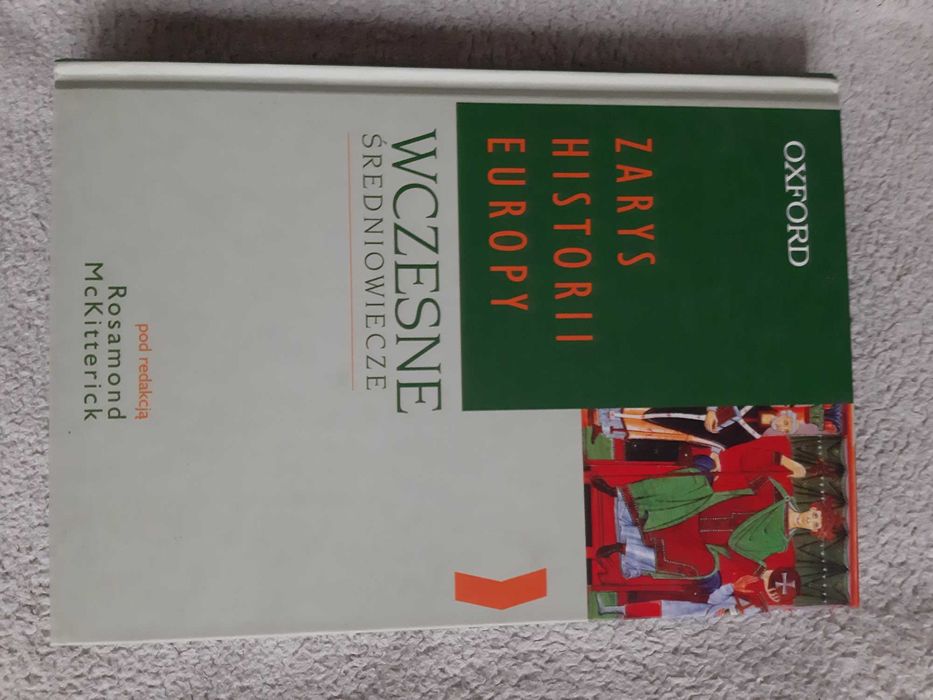 OXFORD
ZARYS
HISTORII
EUROPY
WCZESNE
ŚREDNIOWIECZE
pod redakcją
Rosamond
McKitterick